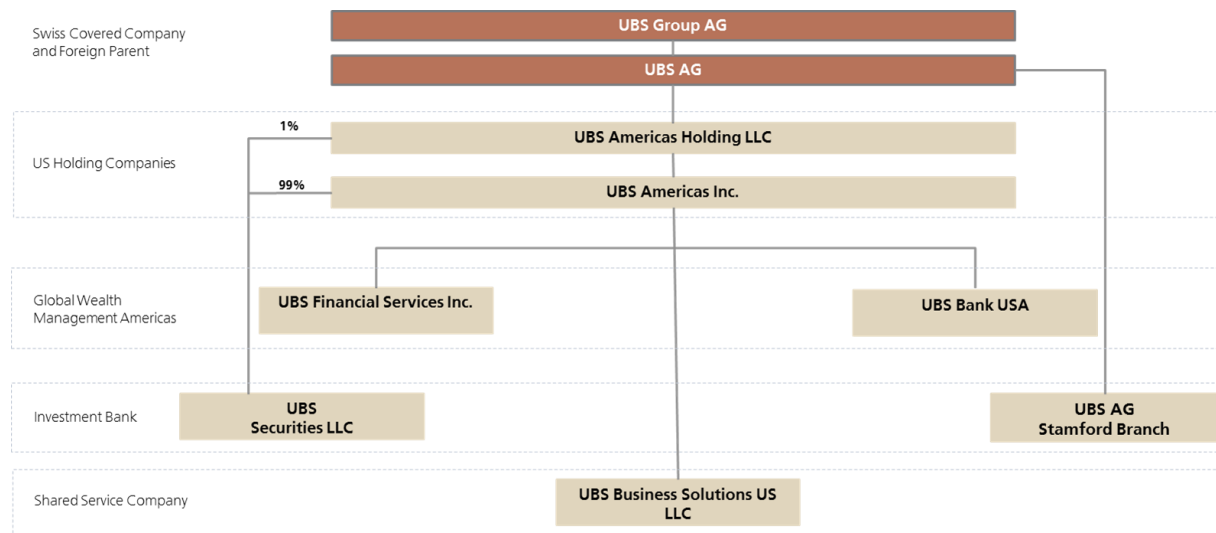 Swiss Covered Company
and Foreign Parent
UBS Group AG
UBS AG
US Holding Companies
1%
UBS Americas Holding LLC
99%
UBS Americas Inc.
Global Wealth
Management Americas
UBS Financial Services Inc.
UBS Bank USA
Investment Bank
UBS
Securities LLC
UBS AG
Stamford Branch
Shared Service Company
UBS Business Solutions US
LLC